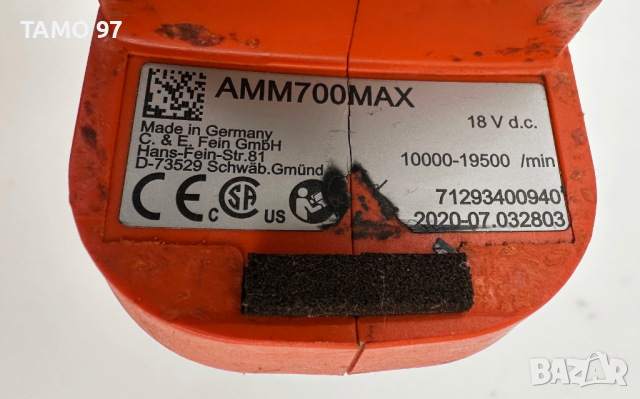 TAMO 97
AMM700MAX
Made in Germany
C. & E. Fein GmbH
Hans-Fein-Str.81
D-73529 Schwäb.Gmünd
18 V d.c.
10000-19500 /min
71293400940
2020-07.032803
CE
C SA US
BAZAR